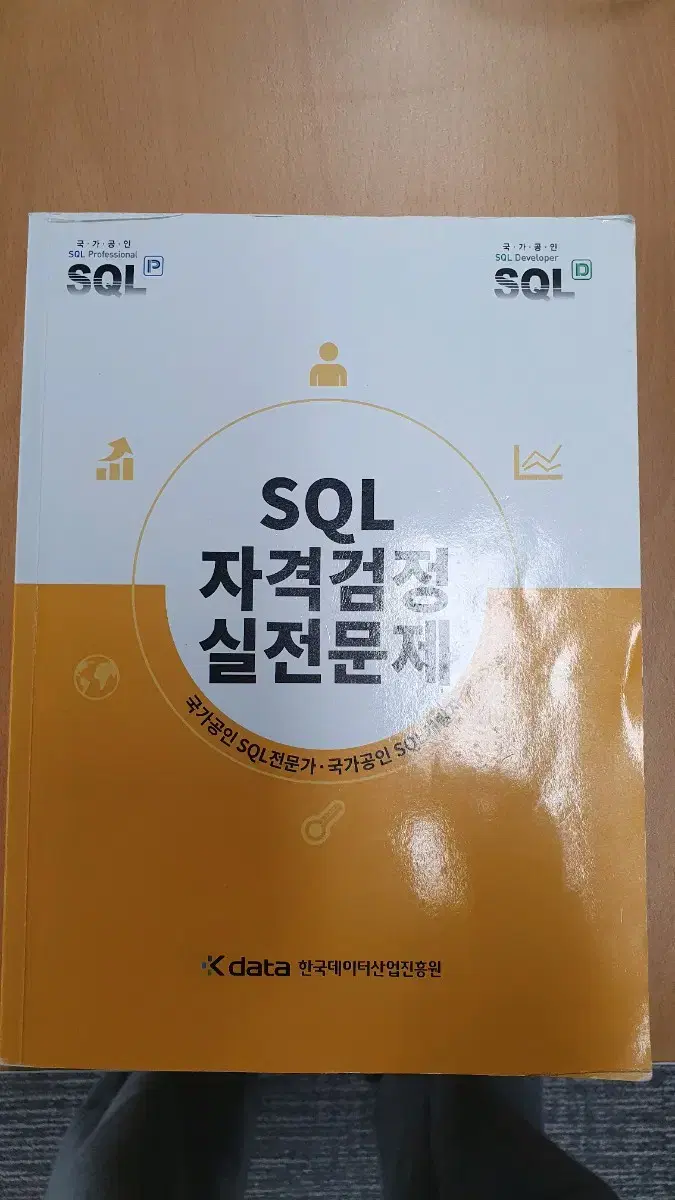 국·가·공·인
SQL Professional
SQL P
국·가·공·인
SQL Developer
SQL D
SQL
자격검정
실전문제
국가공인 SQL전문가·국가공인 SQL
K data 한국데이터산업진흥원